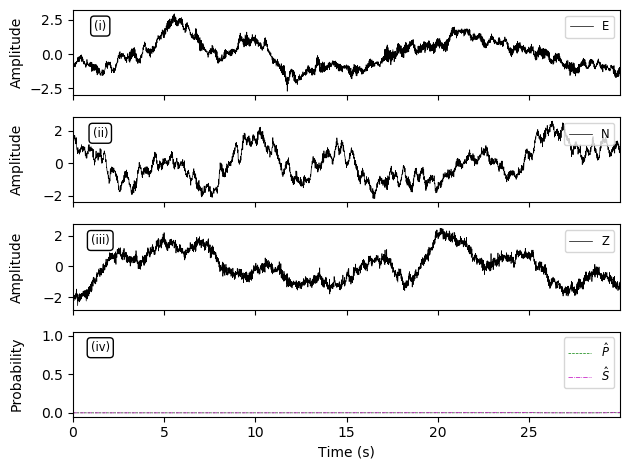 Amplitude
2.5
0.0
−2.5
(i)
E
Amplitude
2
0
−2
(ii)
N
Amplitude
2
0
−2
(iii)
Z
Probability
1.0
0.5
0.0
(iv)
P̂
Ŝ
0 5 10 15 20 25
Time (s)